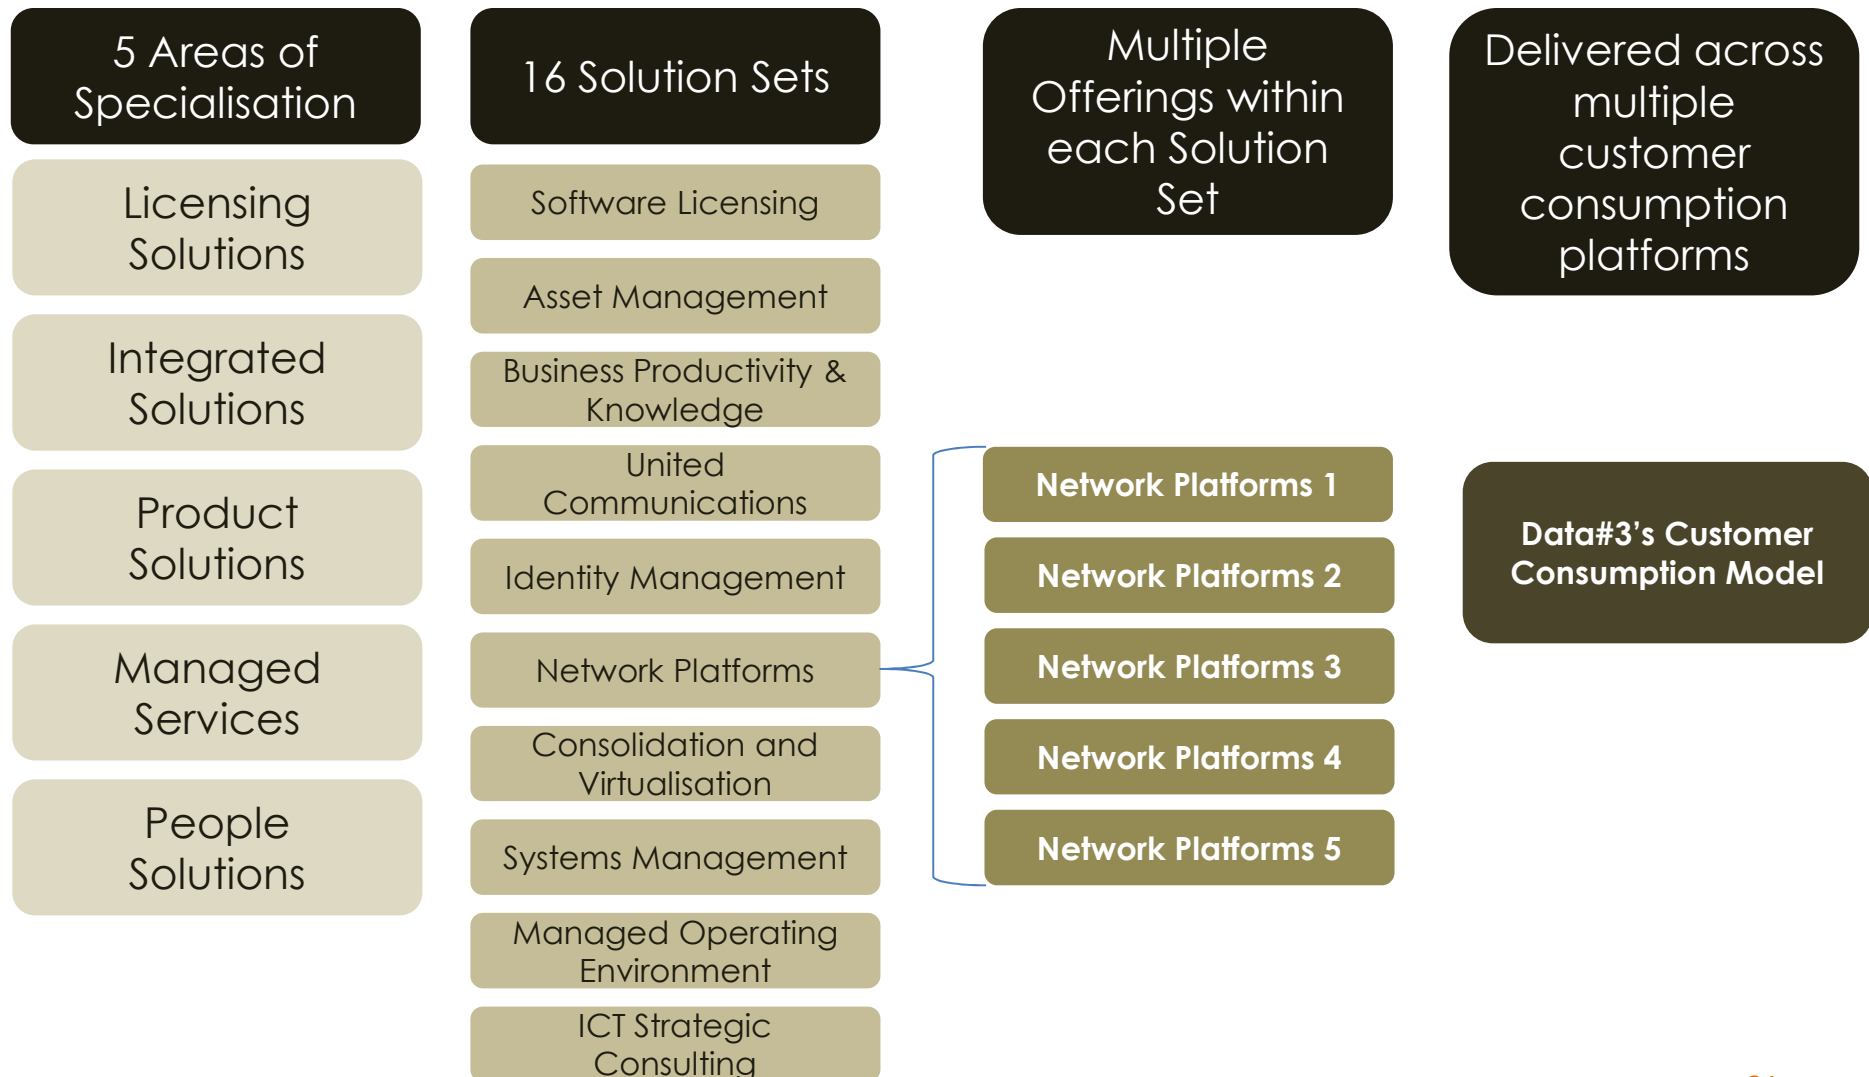 5 Areas of
Specialisation
Licensing
Solutions
Integrated
Solutions
Product
Solutions
Managed
Services
People
Solutions
16 Solution Sets
Software Licensing
Asset Management
Business Productivity &
Knowledge
United
Communications
Identity Management
Network Platforms
Consolidation and
Virtualisation
Systems Management
Managed Operating
Environment
ICT Strategic
Consulting
Multiple
Offerings within
each Solution
Set
Network Platforms 1
Network Platforms 2
Network Platforms 3
Network Platforms 4
Network Platforms 5
Delivered across
multiple
customer
consumption
platforms
Data#3’s Customer
Consumption Model